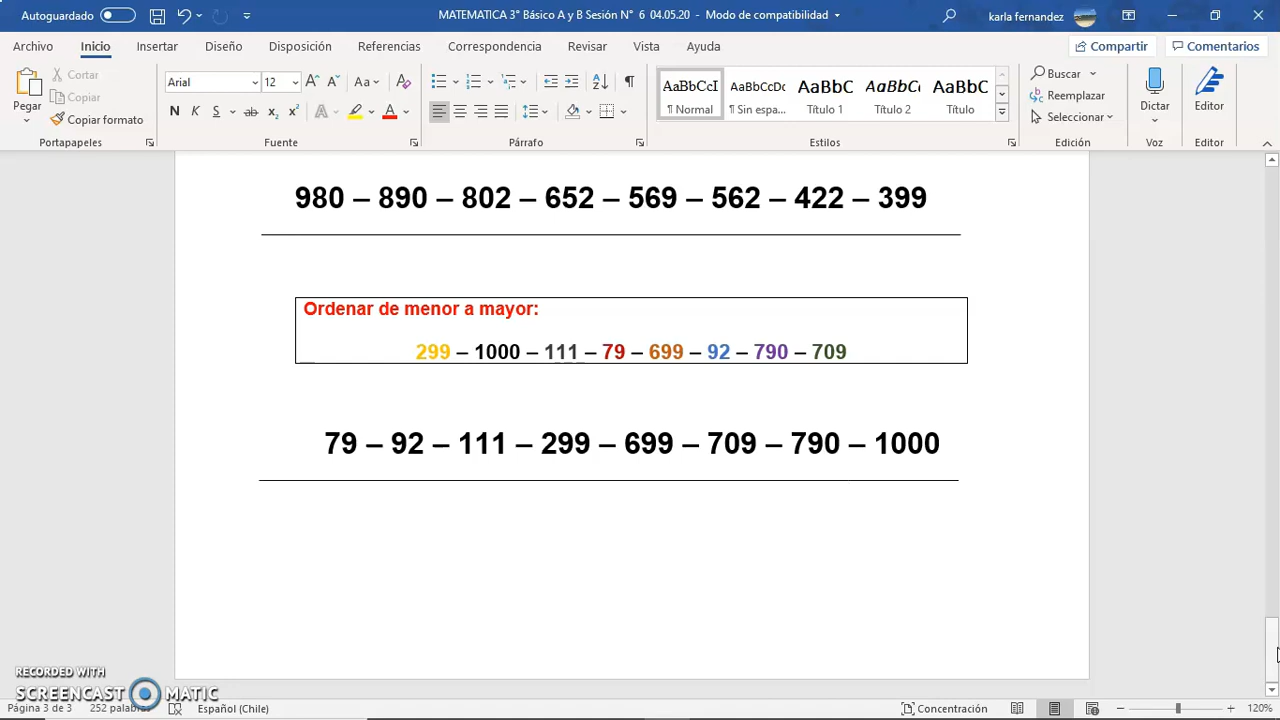 Autoguardado
MATEMATICA 3° Básico A y B Sesión N° 6 04.05.20 - Modo de compatibilidad
karla fernandez
Archivo Inicio Insertar Diseño Disposición Referencias Correspondencia Revisar Vista Ayuda Compartir Comentarios
Pegar
Cortar
Copiar
Copiar formato
Portapapeles
Arial 12
N K S ab x₂ x² A A
Fuente
Párrafo
AaBbCcI AaBbCcDc AaBbC AaBbCc AaBbC
¶ Normal ¶ Sin espa... Título 1 Título 2 Título
Estilos
Buscar
Reemplazar
Seleccionar
Edición
Dictar
Voz
Editor
Editor
980 – 890 – 802 – 652 – 569 – 562 – 422 – 399
Ordenar de menor a mayor:
299 – 1000 – 111 – 79 – 699 – 92 – 790 – 709
79 – 92 – 111 – 299 – 699 – 709 – 790 – 1000
RECORDED WITH
SCREENCAST MATIC
Página 3 de 3 252 palabras Español (Chile) Concentración 120%